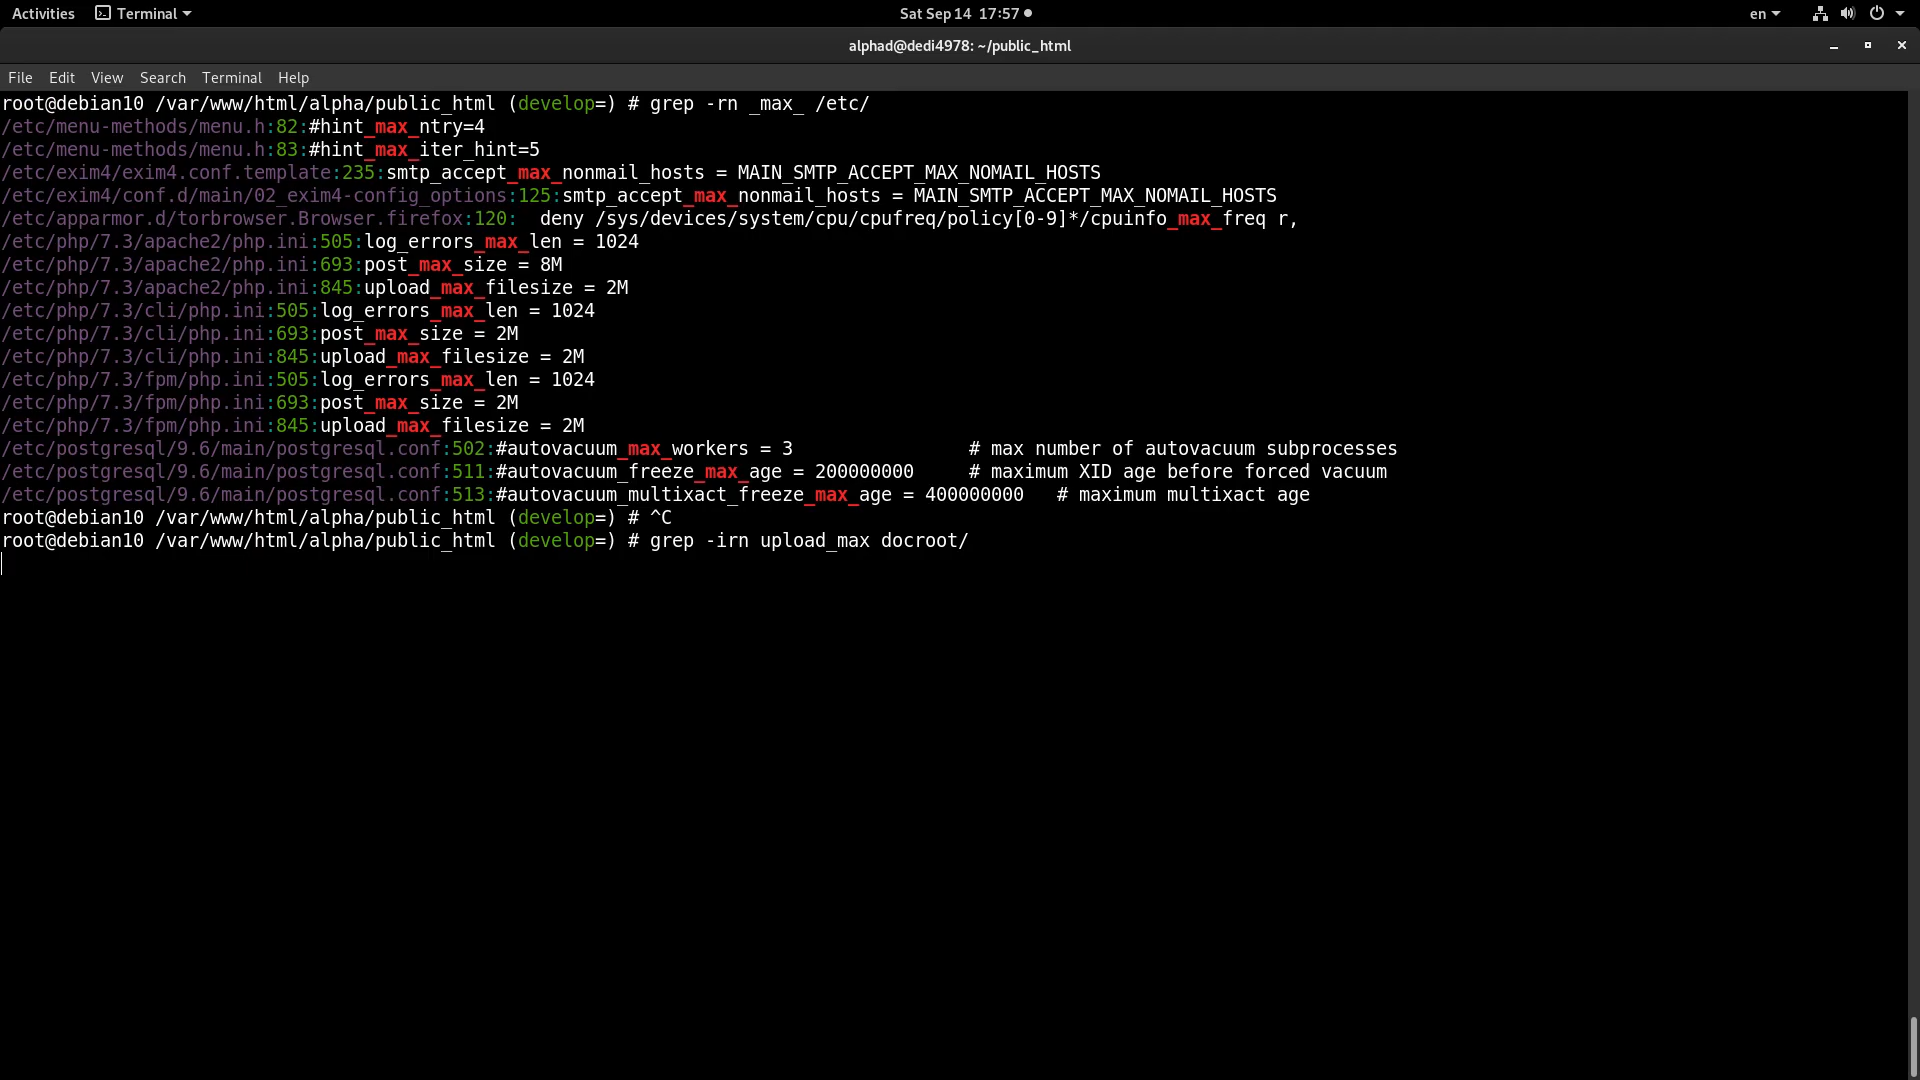 Activities Terminal Sat Sep 14 17:57 en
alphad@dedi4978: ~/public_html
File Edit View Search Terminal Help
root@debian10 /var/www/html/alpha/public_html (develop=) # grep -rn _max_ /etc/
/etc/menu-methods/menu.h:82:#hint_max_ntry=4
/etc/menu-methods/menu.h:83:#hint_max_iter_hint=5
/etc/exim4/exim4.conf.template:235:smtp_accept_max_nonmail_hosts = MAIN_SMTP_ACCEPT_MAX_NOMAIL_HOSTS
/etc/exim4/conf.d/main/02_exim4-config_options:125:smtp_accept_max_nonmail_hosts = MAIN_SMTP_ACCEPT_MAX_NOMAIL_HOSTS
/etc/apparmor.d/torbrowser.Browser.firefox:120:  deny /sys/devices/system/cpu/cpufreq/policy[0-9]*/cpuinfo_max_freq r,
/etc/php/7.3/apache2/php.ini:505:log_errors_max_len = 1024
/etc/php/7.3/apache2/php.ini:693:post_max_size = 8M
/etc/php/7.3/apache2/php.ini:845:upload_max_filesize = 2M
/etc/php/7.3/cli/php.ini:505:log_errors_max_len = 1024
/etc/php/7.3/cli/php.ini:693:post_max_size = 2M
/etc/php/7.3/cli/php.ini:845:upload_max_filesize = 2M
/etc/php/7.3/fpm/php.ini:505:log_errors_max_len = 1024
/etc/php/7.3/fpm/php.ini:693:post_max_size = 2M
/etc/php/7.3/fpm/php.ini:845:upload_max_filesize = 2M
/etc/postgresql/9.6/main/postgresql.conf:502:#autovacuum_max_workers = 3                # max number of autovacuum subprocesses
/etc/postgresql/9.6/main/postgresql.conf:511:#autovacuum_freeze_max_age = 200000000     # maximum XID age before forced vacuum
/etc/postgresql/9.6/main/postgresql.conf:513:#autovacuum_multixact_freeze_max_age = 400000000   # maximum multixact age
root@debian10 /var/www/html/alpha/public_html (develop=) # ^C
root@debian10 /var/www/html/alpha/public_html (develop=) # grep -irn upload_max docroot/